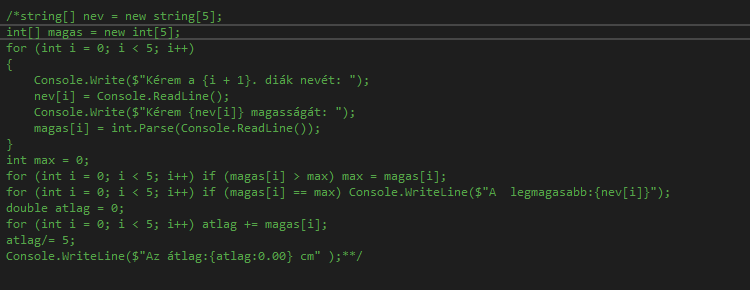 /*string[] nev = new string[5];
int[] magas = new int[5];
for (int i = 0; i < 5; i++)
{
    Console.Write($"Kérem a {i + 1}. diák nevét: ");
    nev[i] = Console.ReadLine();
    Console.Write($"Kérem {nev[i]} magasságát: ");
    magas[i] = int.Parse(Console.ReadLine());
}
int max = 0;
for (int i = 0; i < 5; i++) if (magas[i] > max) max = magas[i];
for (int i = 0; i < 5; i++) if (magas[i] == max) Console.WriteLine($"A  legmagasabb:{nev[i]}");
double atlag = 0;
for (int i = 0; i < 5; i++) atlag += magas[i];
atlag/= 5;
Console.WriteLine($"Az átlag:{atlag:0.00} cm" );**/